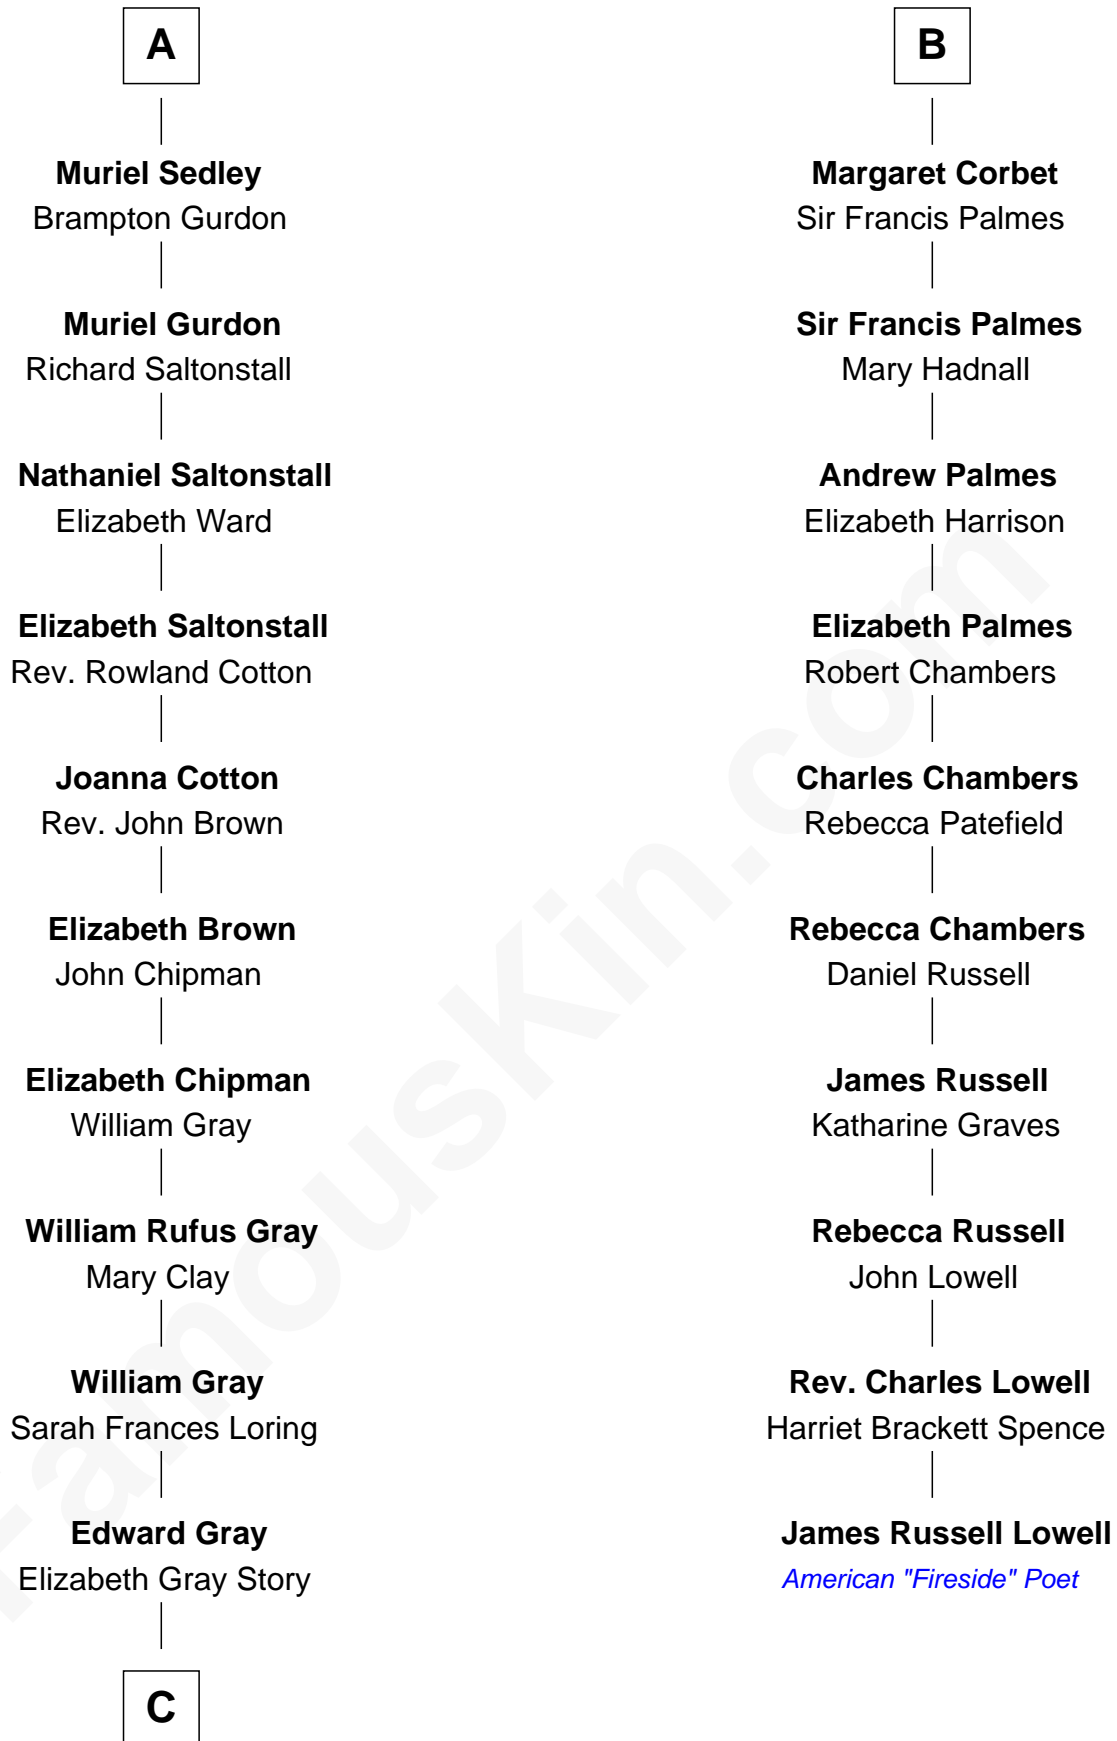 A
Muriel Sedley
Brampton Gurdon
Muriel Gurdon
Richard Saltonstall
Nathaniel Saltonstall
Elizabeth Ward
Elizabeth Saltonstall
Rev. Rowland Cotton
Joanna Cotton
Rev. John Brown
Elizabeth Brown
John Chipman
Elizabeth Chipman
William Gray
William Rufus Gray
Mary Clay
William Gray
Sarah Frances Loring
Edward Gray
Elizabeth Gray Story
C
B
Margaret Corbet
Sir Francis Palmes
Sir Francis Palmes
Mary Hadnall
Andrew Palmes
Elizabeth Harrison
Elizabeth Palmes
Robert Chambers
Charles Chambers
Rebecca Patefield
Rebecca Chambers
Daniel Russell
James Russell
Katharine Graves
Rebecca Russell
John Lowell
Rev. Charles Lowell
Harriet Brackett Spence
James Russell Lowell
American "Fireside" Poet
FamousKin.com